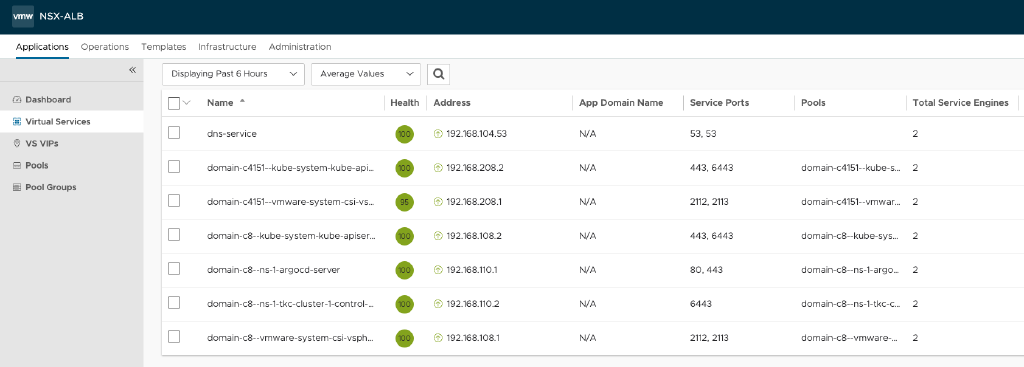 vmw NSX-ALB
Applications Operations Templates Infrastructure Administration
«
Displaying Past 6 Hours Average Values
Dashboard
Virtual Services
VS VIPs
Pools
Pool Groups
Name Health Address App Domain Name Service Ports Pools Total Service Engines
dns-service 100 192.168.104.53 N/A 53, 53 2
domain-c4151--kube-system-kube-api... 100 192.168.208.2 N/A 443, 6443 domain-c4151--kube-s... 2
domain-c4151--vmware-system-csi-vs... 95 192.168.208.1 N/A 2112, 2113 domain-c4151--vmwar... 2
domain-c8--kube-system-kube-apiser... 100 192.168.108.2 N/A 443, 6443 domain-c8--kube-sys... 2
domain-c8--ns-1-argocd-server 100 192.168.110.1 N/A 80, 443 domain-c8--ns-1-argo... 2
domain-c8--ns-1-tkc-cluster-1-control-... 100 192.168.110.2 N/A 6443 domain-c8--ns-1-tkc-c... 2
domain-c8--vmware-system-csi-vsph... 100 192.168.108.1 N/A 2112, 2113 domain-c8--vmware-... 2